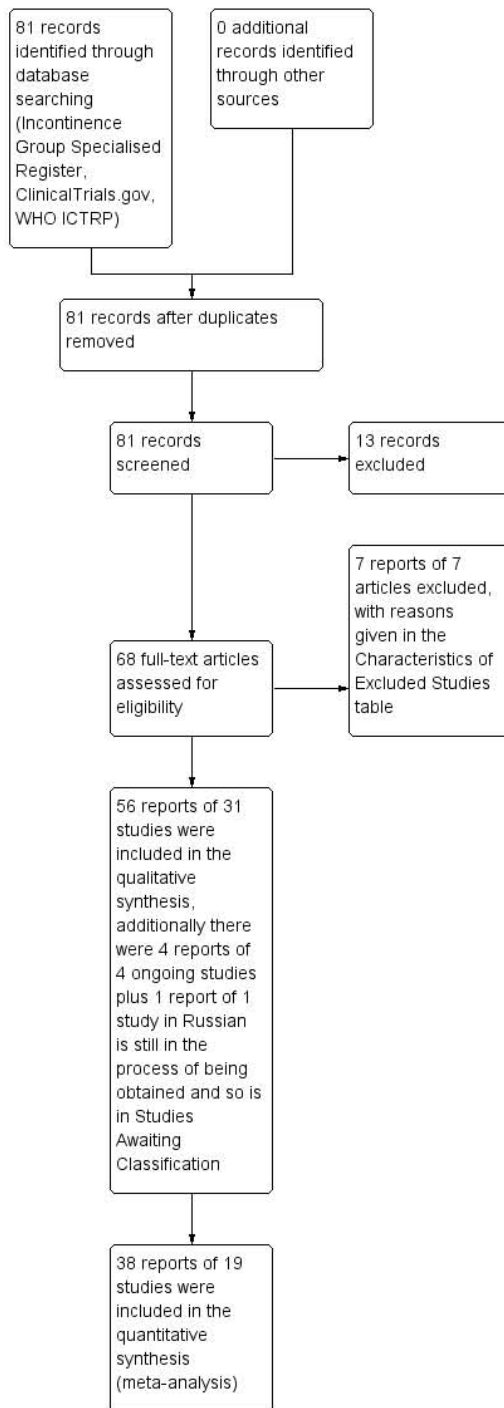 81 records
identified through
database
searching
(Incontinence
Group Specialised
Register,
ClinicalTrials.gov,
WHO ICTRP)
0 additional
records identified
through other
sources
81 records after duplicates
removed
81 records
screened
13 records
excluded
7 reports of 7
articles excluded,
with reasons
given in the
Characteristics of
Excluded Studies
table
68 full-text articles
assessed for
eligibility
56 reports of 31
studies were
included in the
qualitative
synthesis,
additionally there
were 4 reports of
4 ongoing studies
plus 1 report of 1
study in Russian
is still in the
process of being
obtained and so is
in Studies
Awaiting
Classification
38 reports of 19
studies were
included in the
quantitative
synthesis
(meta-analysis)